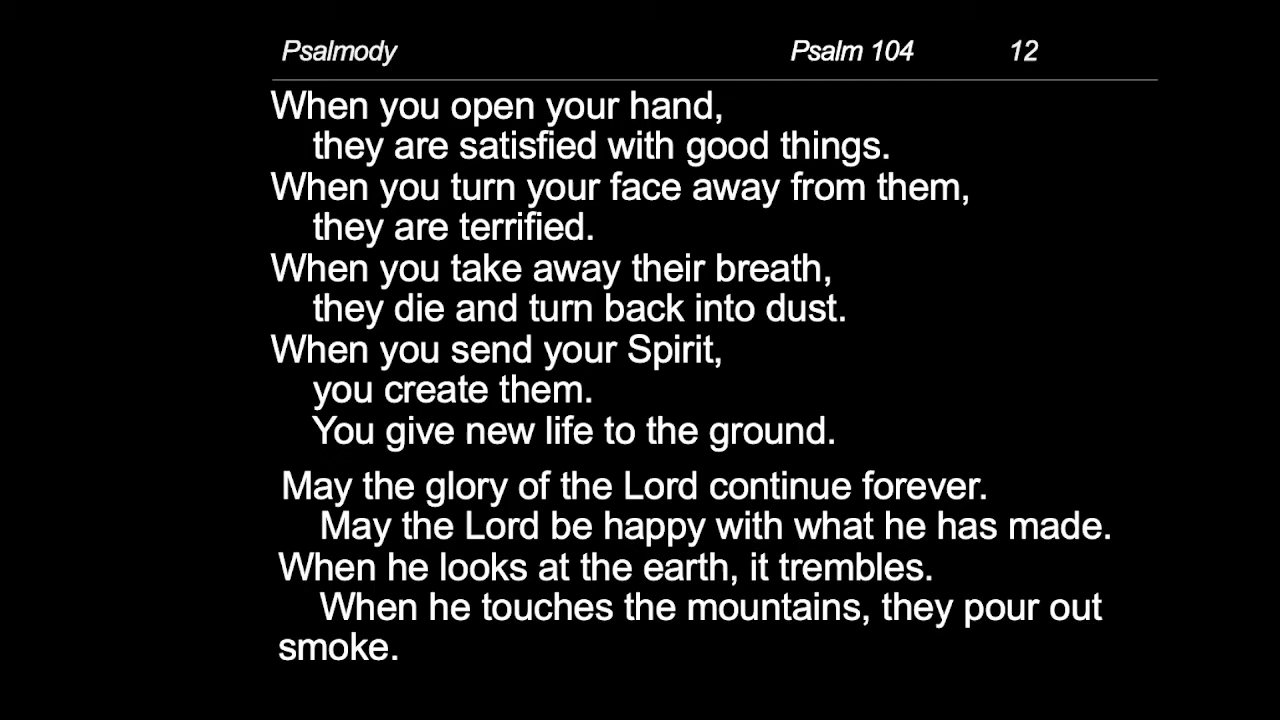 Psalmody Psalm 104 12
When you open your hand,
they are satisfied with good things.
When you turn your face away from them,
they are terrified.
When you take away their breath,
they die and turn back into dust.
When you send your Spirit,
you create them.
You give new life to the ground.
May the glory of the Lord continue forever.
May the Lord be happy with what he has made.
When he looks at the earth, it trembles.
When he touches the mountains, they pour out
smoke.